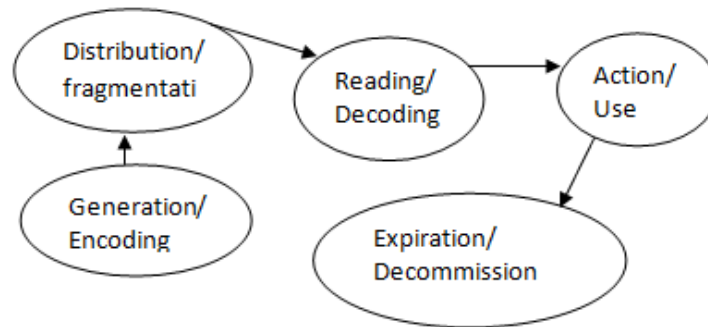 Distribution/
fragmentati
Reading/
Decoding
Action/
Use
Generation/
Encoding
Expiration/
Decommission